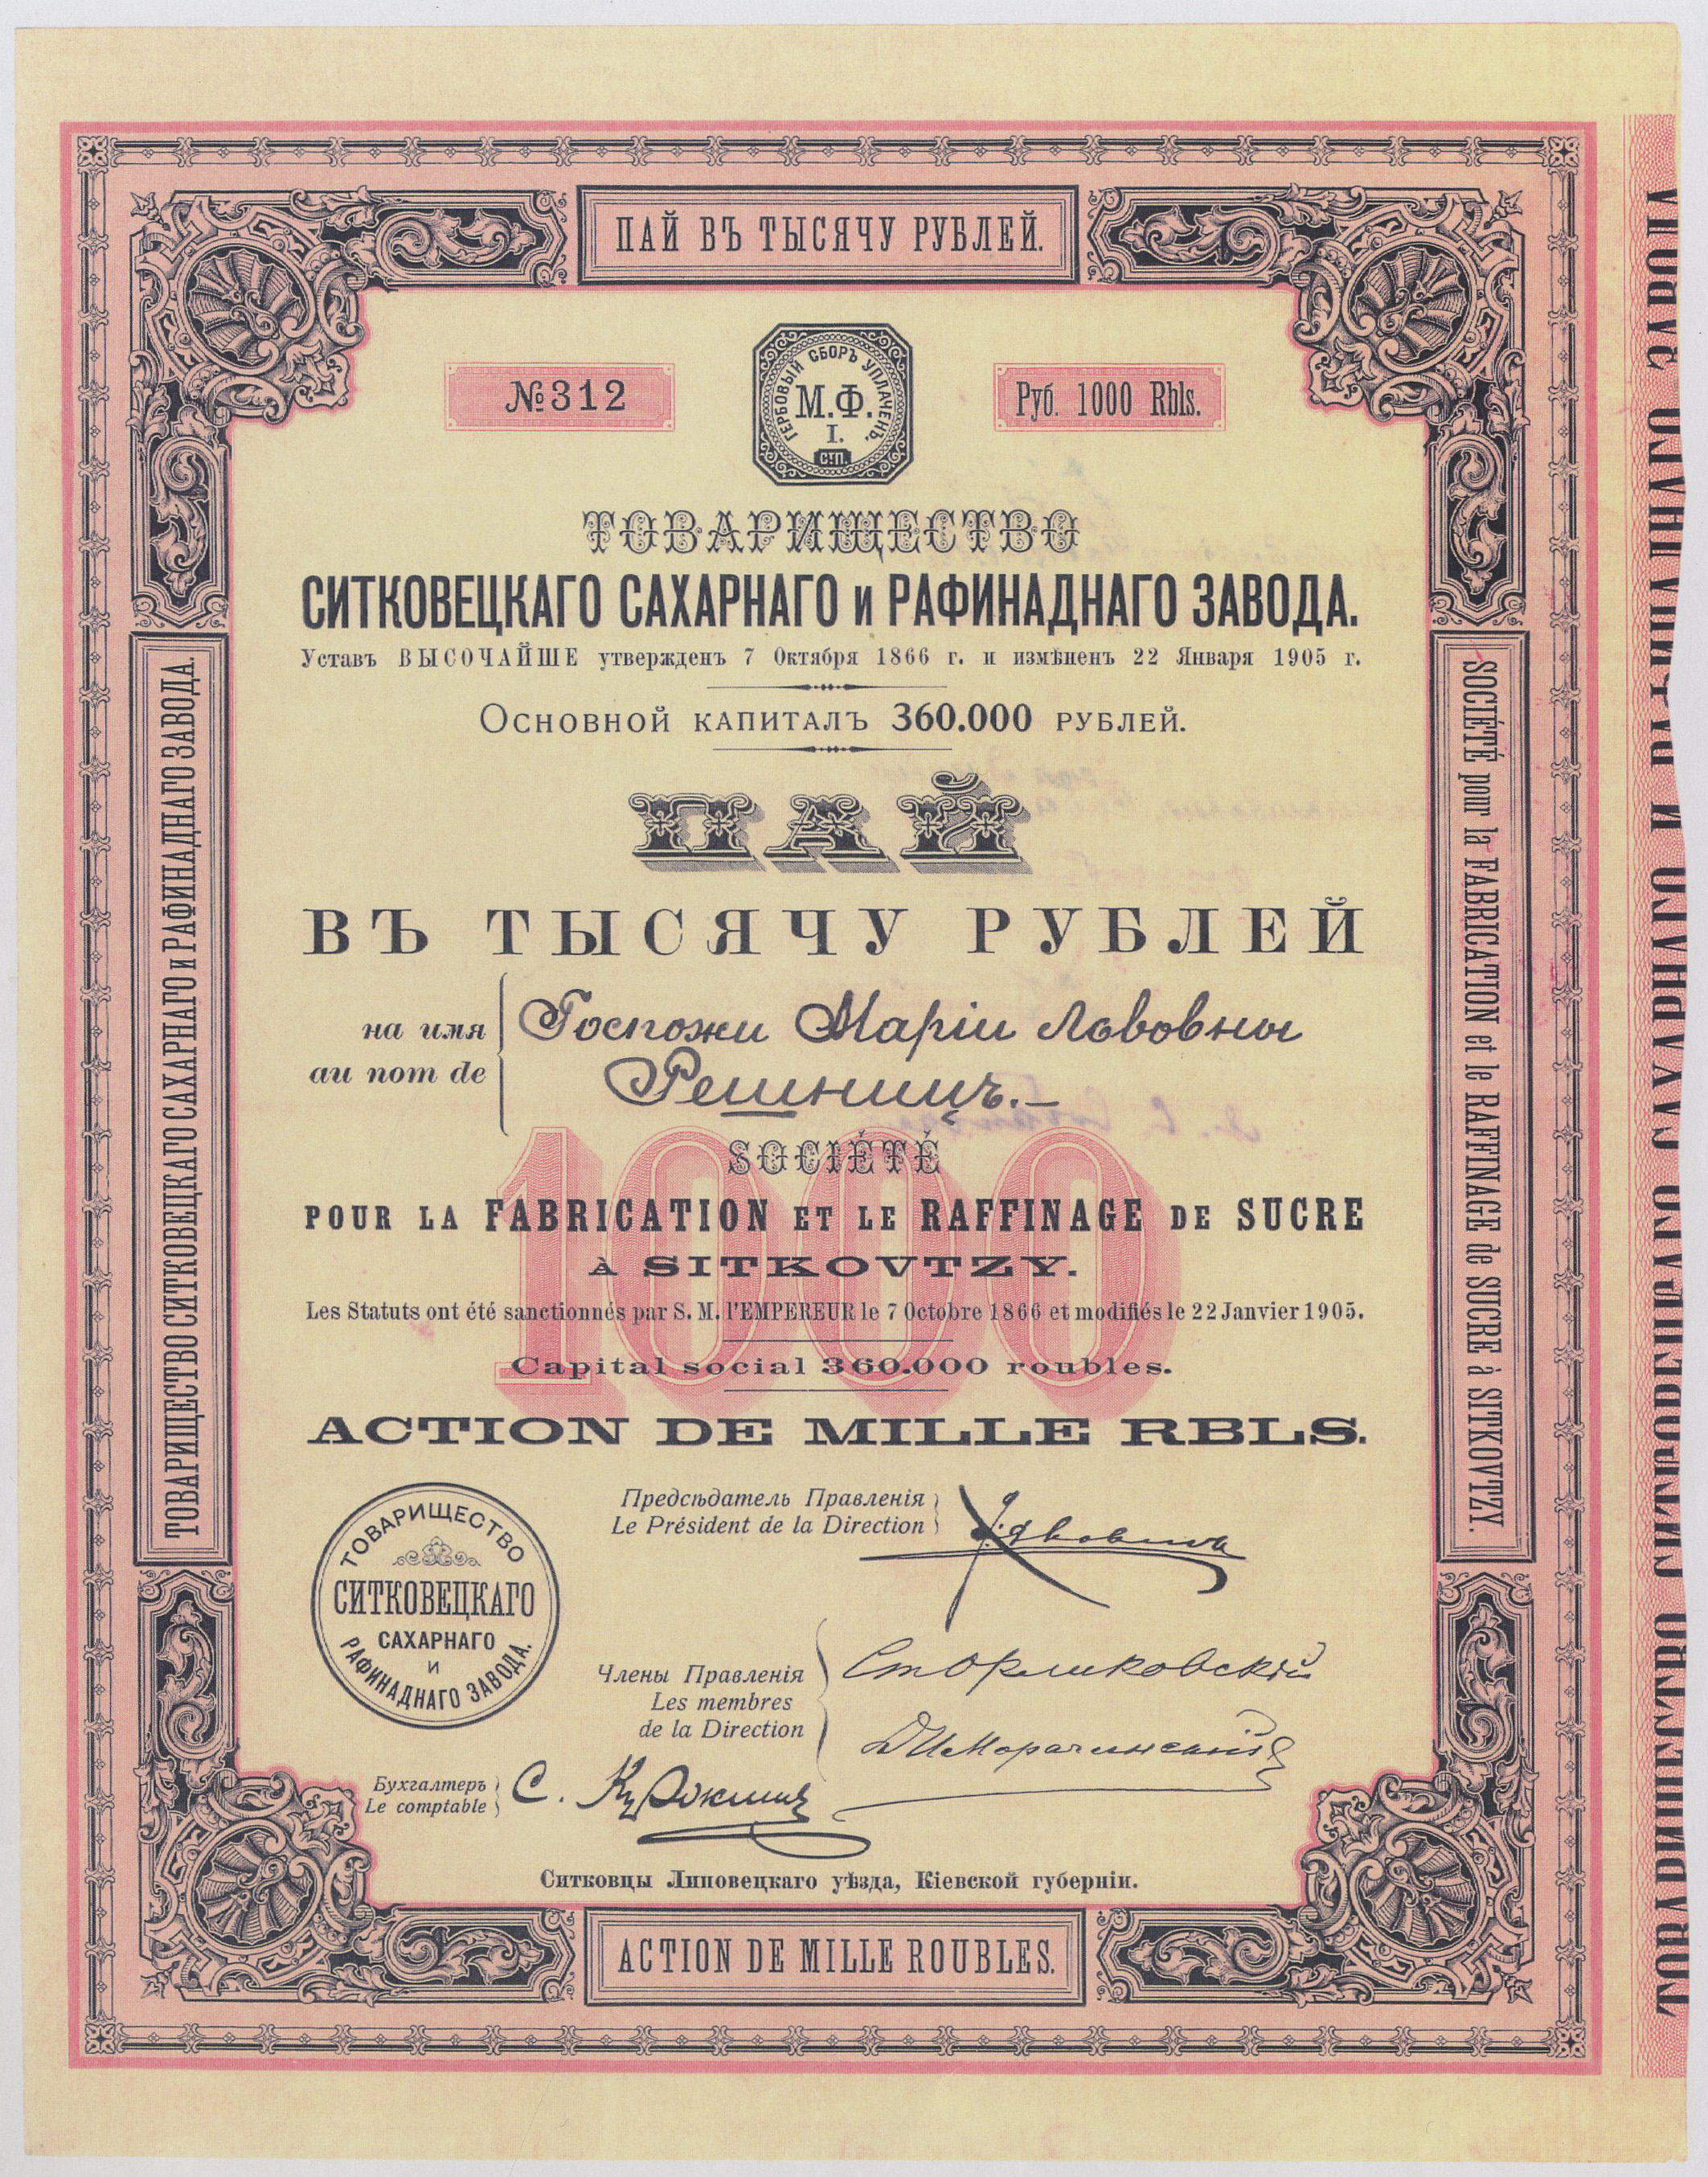 ПАЙ ВЪ ТЫСЯЧУ РУБЛЕЙ.
№312
ГЕРБОВЫЙ СБОРЪ УПЛАЧЕНЪ.
М.Ф.
I.
СТП.
Руб. 1000 Rbls.
ТОВАРИЩЕСТВО
СИТКОВЕЦКАГО САХАРНАГО и РАФИНАДНАГО ЗАВОДА.
Уставъ ВЫСОЧАЙШЕ утвержденъ 7 Октября 1866 г. и измѣненъ 22 Января 1905 г.
ОСНОВНОЙ КАПИТАЛЪ 360.000 РУБЛЕЙ.
ПАЙ
ВЪ ТЫСЯЧУ РУБЛЕЙ
на имя
au nom de
Госпожи Маріи Львовны
1000
SOCIÉTÉ
POUR LA FABRICATION ET LE RAFFINAGE DE SUCRE
À SITKOVTZY.
Les Statuts ont été sanctionnés par S. M. l'EMPEREUR le 7 Octobre 1866 et modifiés le 22 Janvier 1905.
Capital social 360.000 roubles.
ACTION DE MILLE RBLS.
Предсѣдатель Правленія
Le Président de la Direction
ТОВАРИЩЕСТВО
СИТКОВЕЦКАГО
САХАРНАГО
И
РАФИНАДНАГО ЗАВОДА.
Члены Правленія
Les membres
de la Direction
Бухгалтеръ
Le comptable
С.
Ситковцы Липовецкаго уѣзда, Кіевской губерніи.
ACTION DE MILLE ROUBLES.
ТОВАРИЩЕСТВО СИТКОВЕЦКАГО САХАРНАГО и РАФИНАДНАГО ЗАВОДА.
SOCIÉTÉ pour la FABRICATION et le RAFFINAGE de SUCRE à SITKOVTZY.
ТОВАРИЩЕСТВО СИТКОВЕЦКАГО САХАРНАГО И